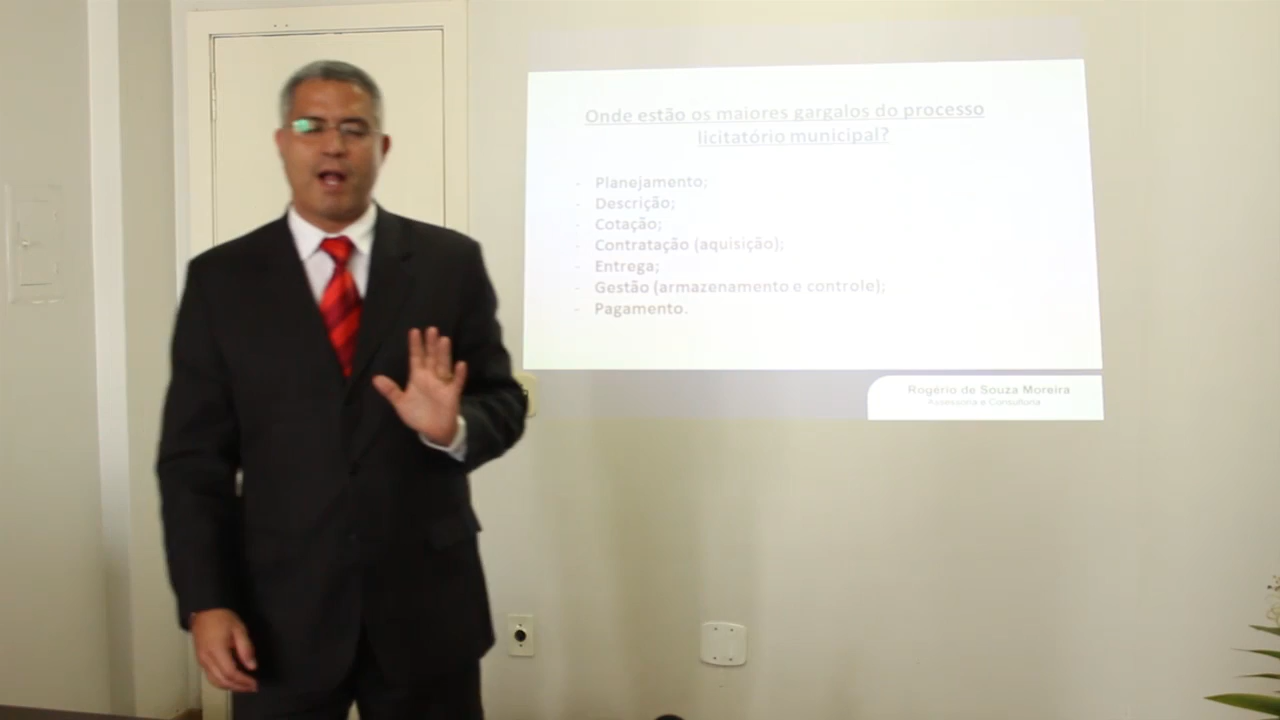 Onde estão os maiores gargalos do processo
licitatório municipal?
- Planejamento;
- Descrição;
- Cotação;
- Contratação (aquisição);
- Entrega;
- Gestão (armazenamento e controle);
- Pagamento.
Rogério de Souza Moreira
Assessoria e Consultoria